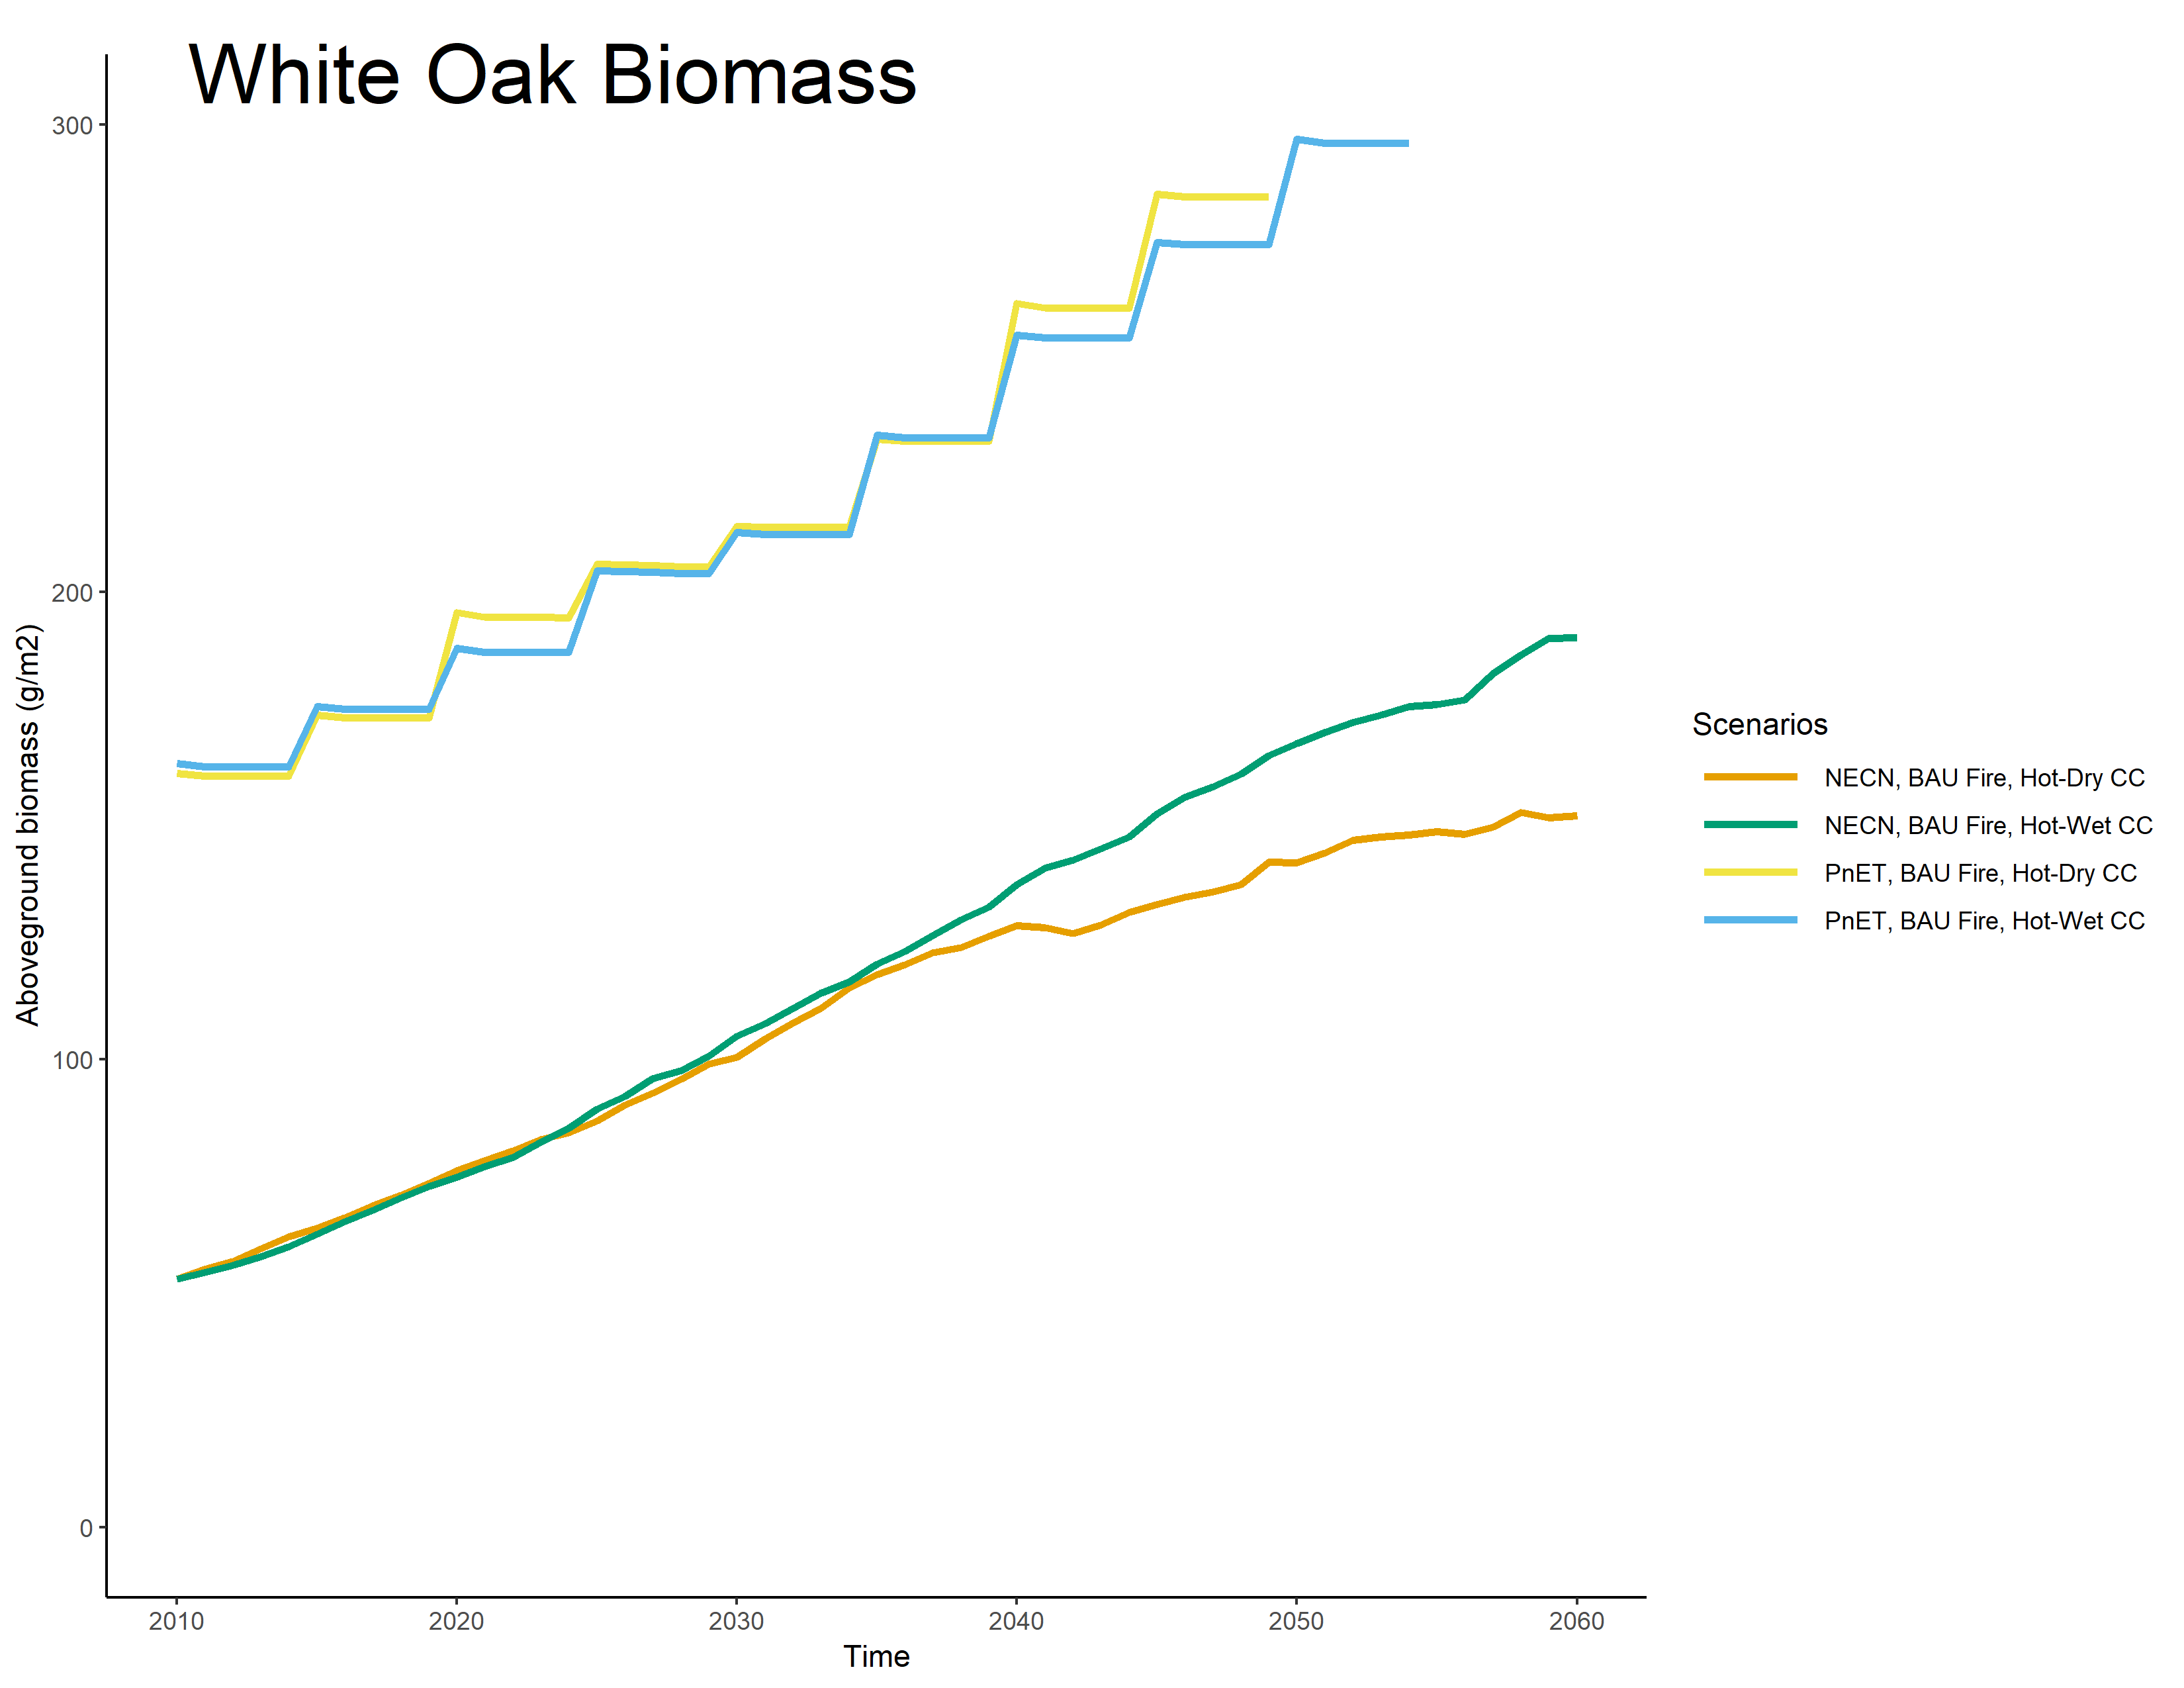 White Oak Biomass
300
200
100
0
Aboveground biomass (g/m2)
2010 2020 2030 2040 2050 2060
Time
Scenarios
NECN, BAU Fire, Hot-Dry CC
NECN, BAU Fire, Hot-Wet CC
PnET, BAU Fire, Hot-Dry CC
PnET, BAU Fire, Hot-Wet CC